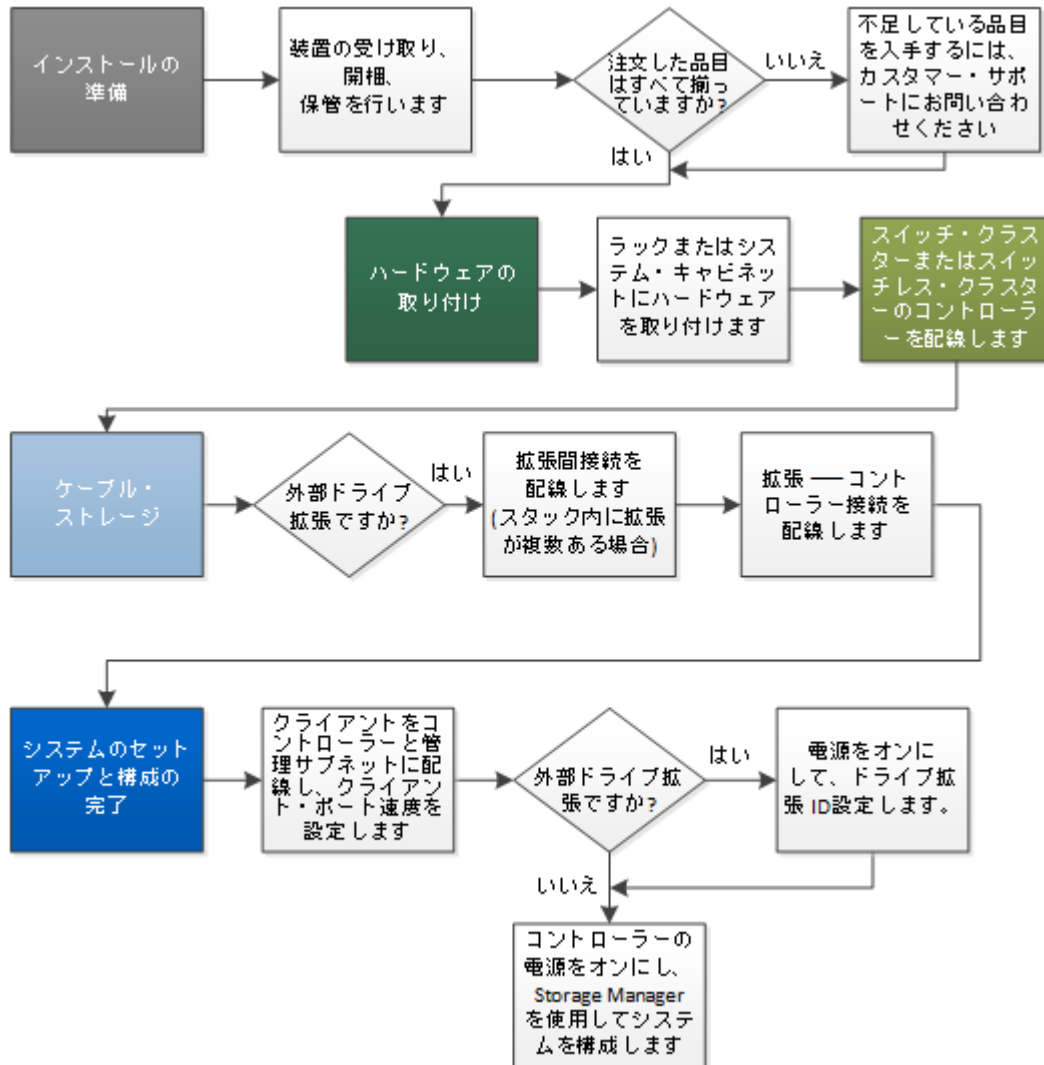 インストールの
準備
装置の受け取り、
開梱、
保管を行います
注文した品目
はすべて揃っ
ていますか?
いいえ
不足している品目
を入手するには、
カスタマー・サポ
ートにお問い合わ
せください
はい
ハードウェアの
取り付け
ラックまたはシス
テム・キャビネット
にハードウェア
を取り付けます
スイッチ・クラス
ターまたはスイッ
チレス・クラスタ
ーのコントローラ
ーを配線します
ケーブル・
ストレージ
外部ドライブ
拡張ですか?
はい
拡張間接続を
配線します
(スタック内に拡張
が複数ある場合)
拡張 ── コント
ローラー接続を
配線します
システムのセット
アップと構成の
完了
クライアントをコ
ントローラーと管
理サブネットに配
線し、クライアン
ト・ポート速度を
設定します
外部ドライブ拡
張ですか?
はい
電源をオンに
して、ドライブ拡
張 ID設定します。
いいえ
コントローラーの
電源をオンにし、
Storage Manager
を使用してシステ
ムを構成します